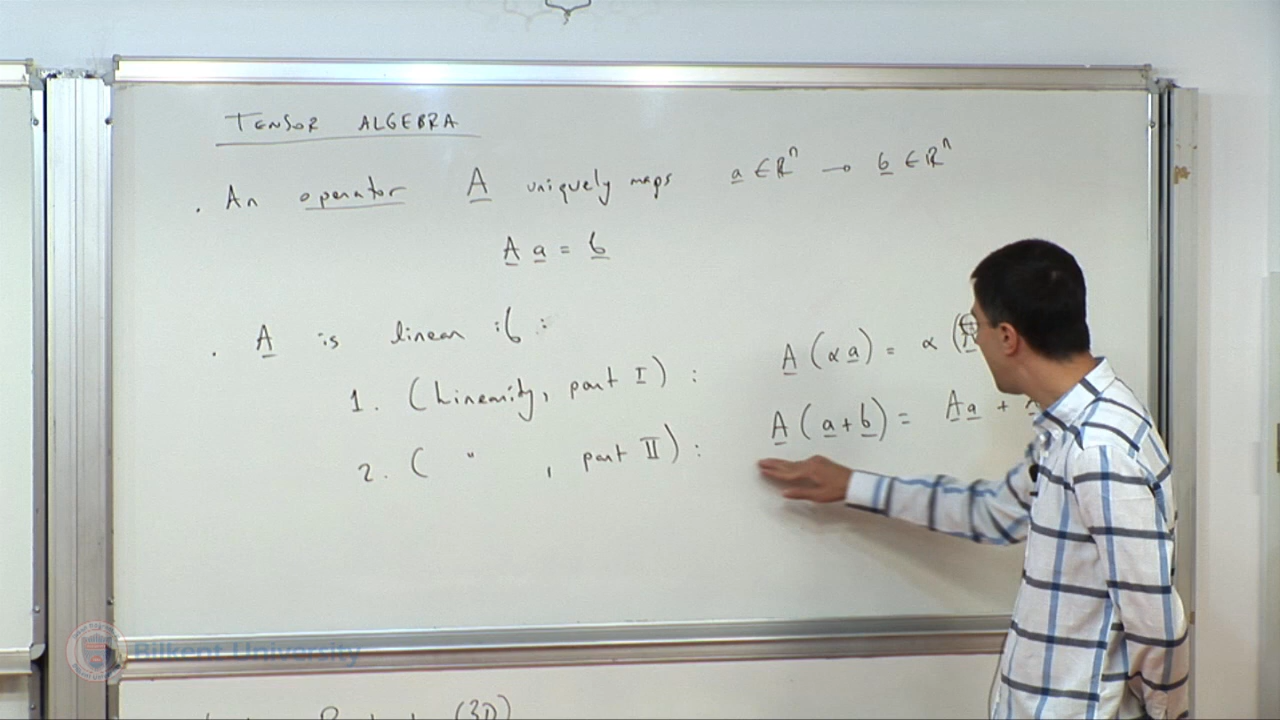 TENSOR ALGEBRA
. An operator A uniquely maps a ∈ ℝⁿ → b ∈ ℝⁿ
A a = b
. A is linear if :
1. (Linearity, part I) : A (α a) = α (
2. ( " , part II) : A (a + b) = A a +
Bilkent University
(3D)